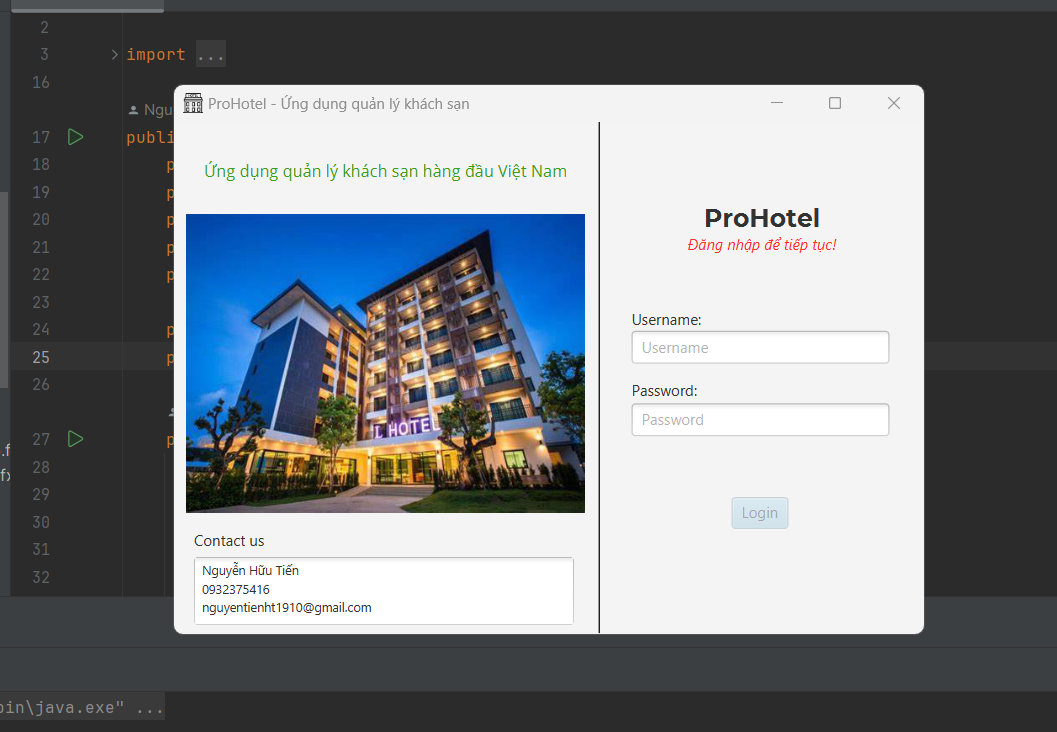 2
3
import ...
16
ProHotel - Ứng dụng quản lý khách sạn
Ứng dụng quản lý khách sạn hàng đầu Việt Nam
HOTEL
Contact us
Nguyễn Hữu Tiến
0932375416
nguyentienht1910@gmail.com
ProHotel
Đăng nhập để tiếp tục!
Username:
Username
Password:
Password
Login
17
18
19
20
21
22
23
24
25
26
27
28
29
30
31
32
bin\java.exe" ...